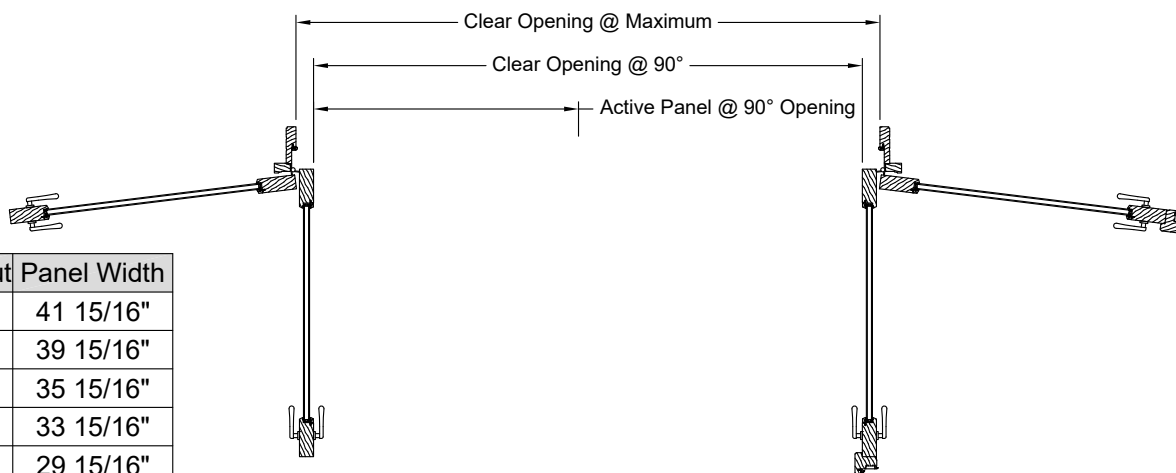 Clear Opening @ Maximum
Clear Opening @ 90°
Active Panel @ 90° Opening
Panel Width
41 15/16"
39 15/16"
35 15/16"
33 15/16"
29 15/16"